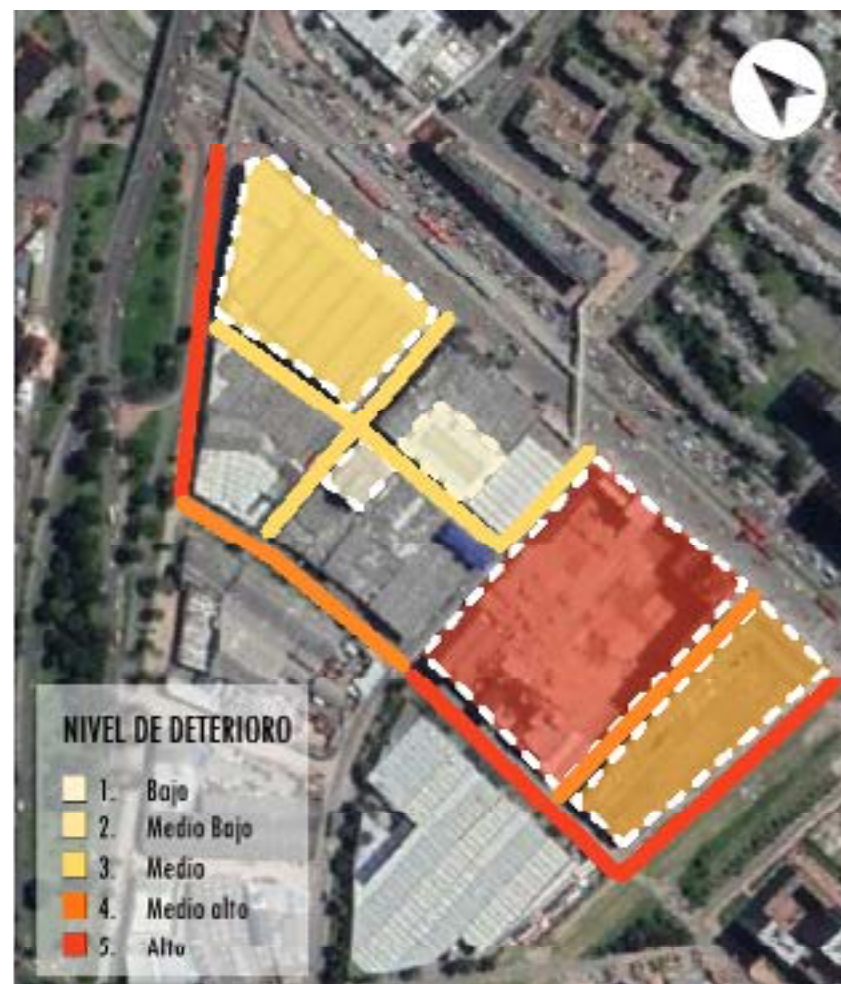 NIVEL DE DETERIORO
1. Bajo
2. Medio Bajo
3. Medio
4. Medio alto
5. Alto